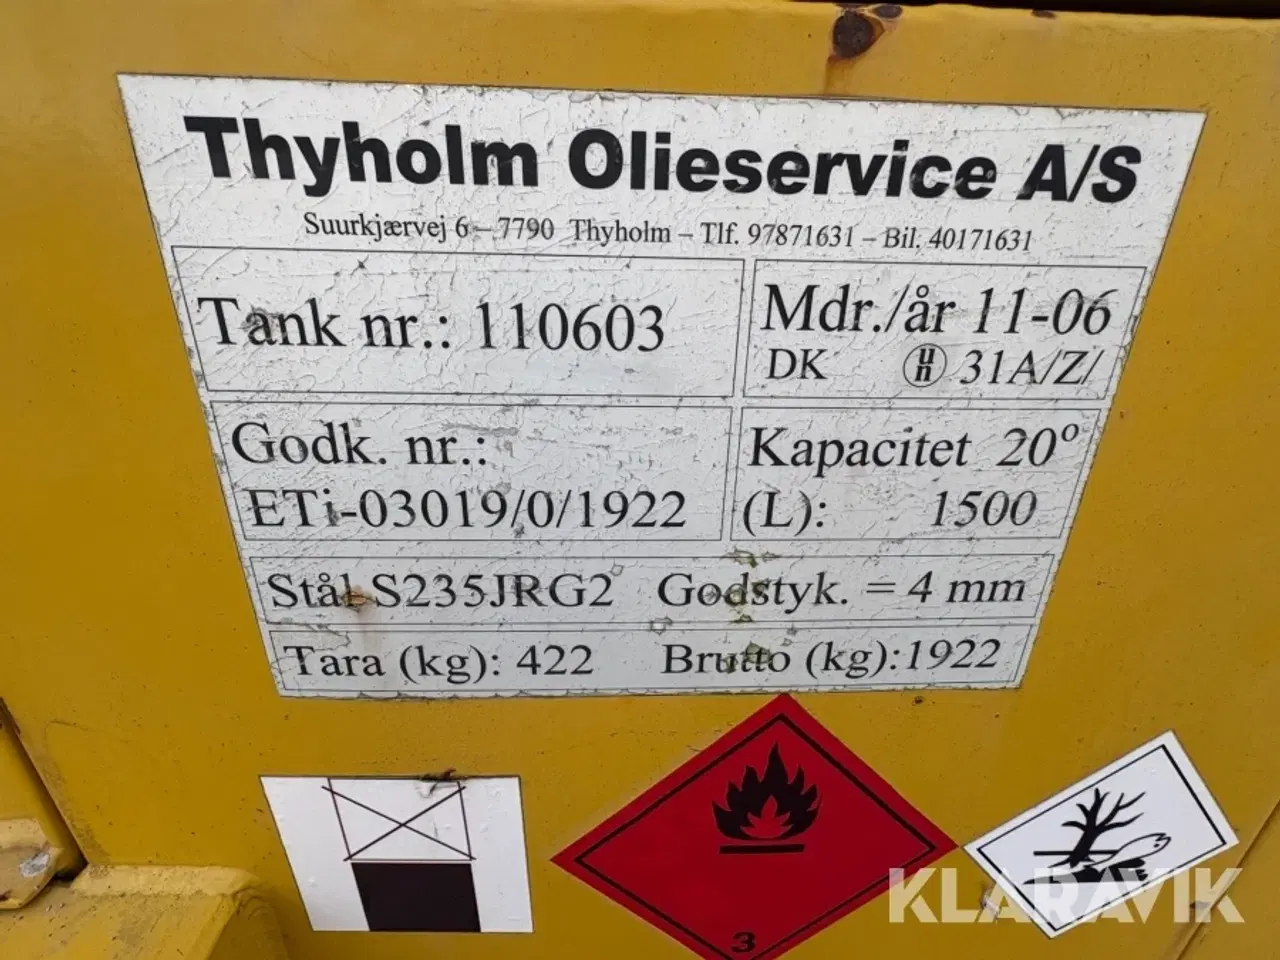 Thyholm Olieservice A/S
Suurkjærvej 6 – 7790 Thyholm – Tlf. 97871631 – Bil. 40171631
Tank nr.: 110603
Mdr./år 11-06
DK un 31A/Z/
Godk. nr.:
ETi-03019/0/1922
Kapacitet 20°
(L): 1500
Stål S235JRG2 Godstyk. = 4 mm
Tara (kg): 422 Brutto (kg):1922
3
KLARAVIK